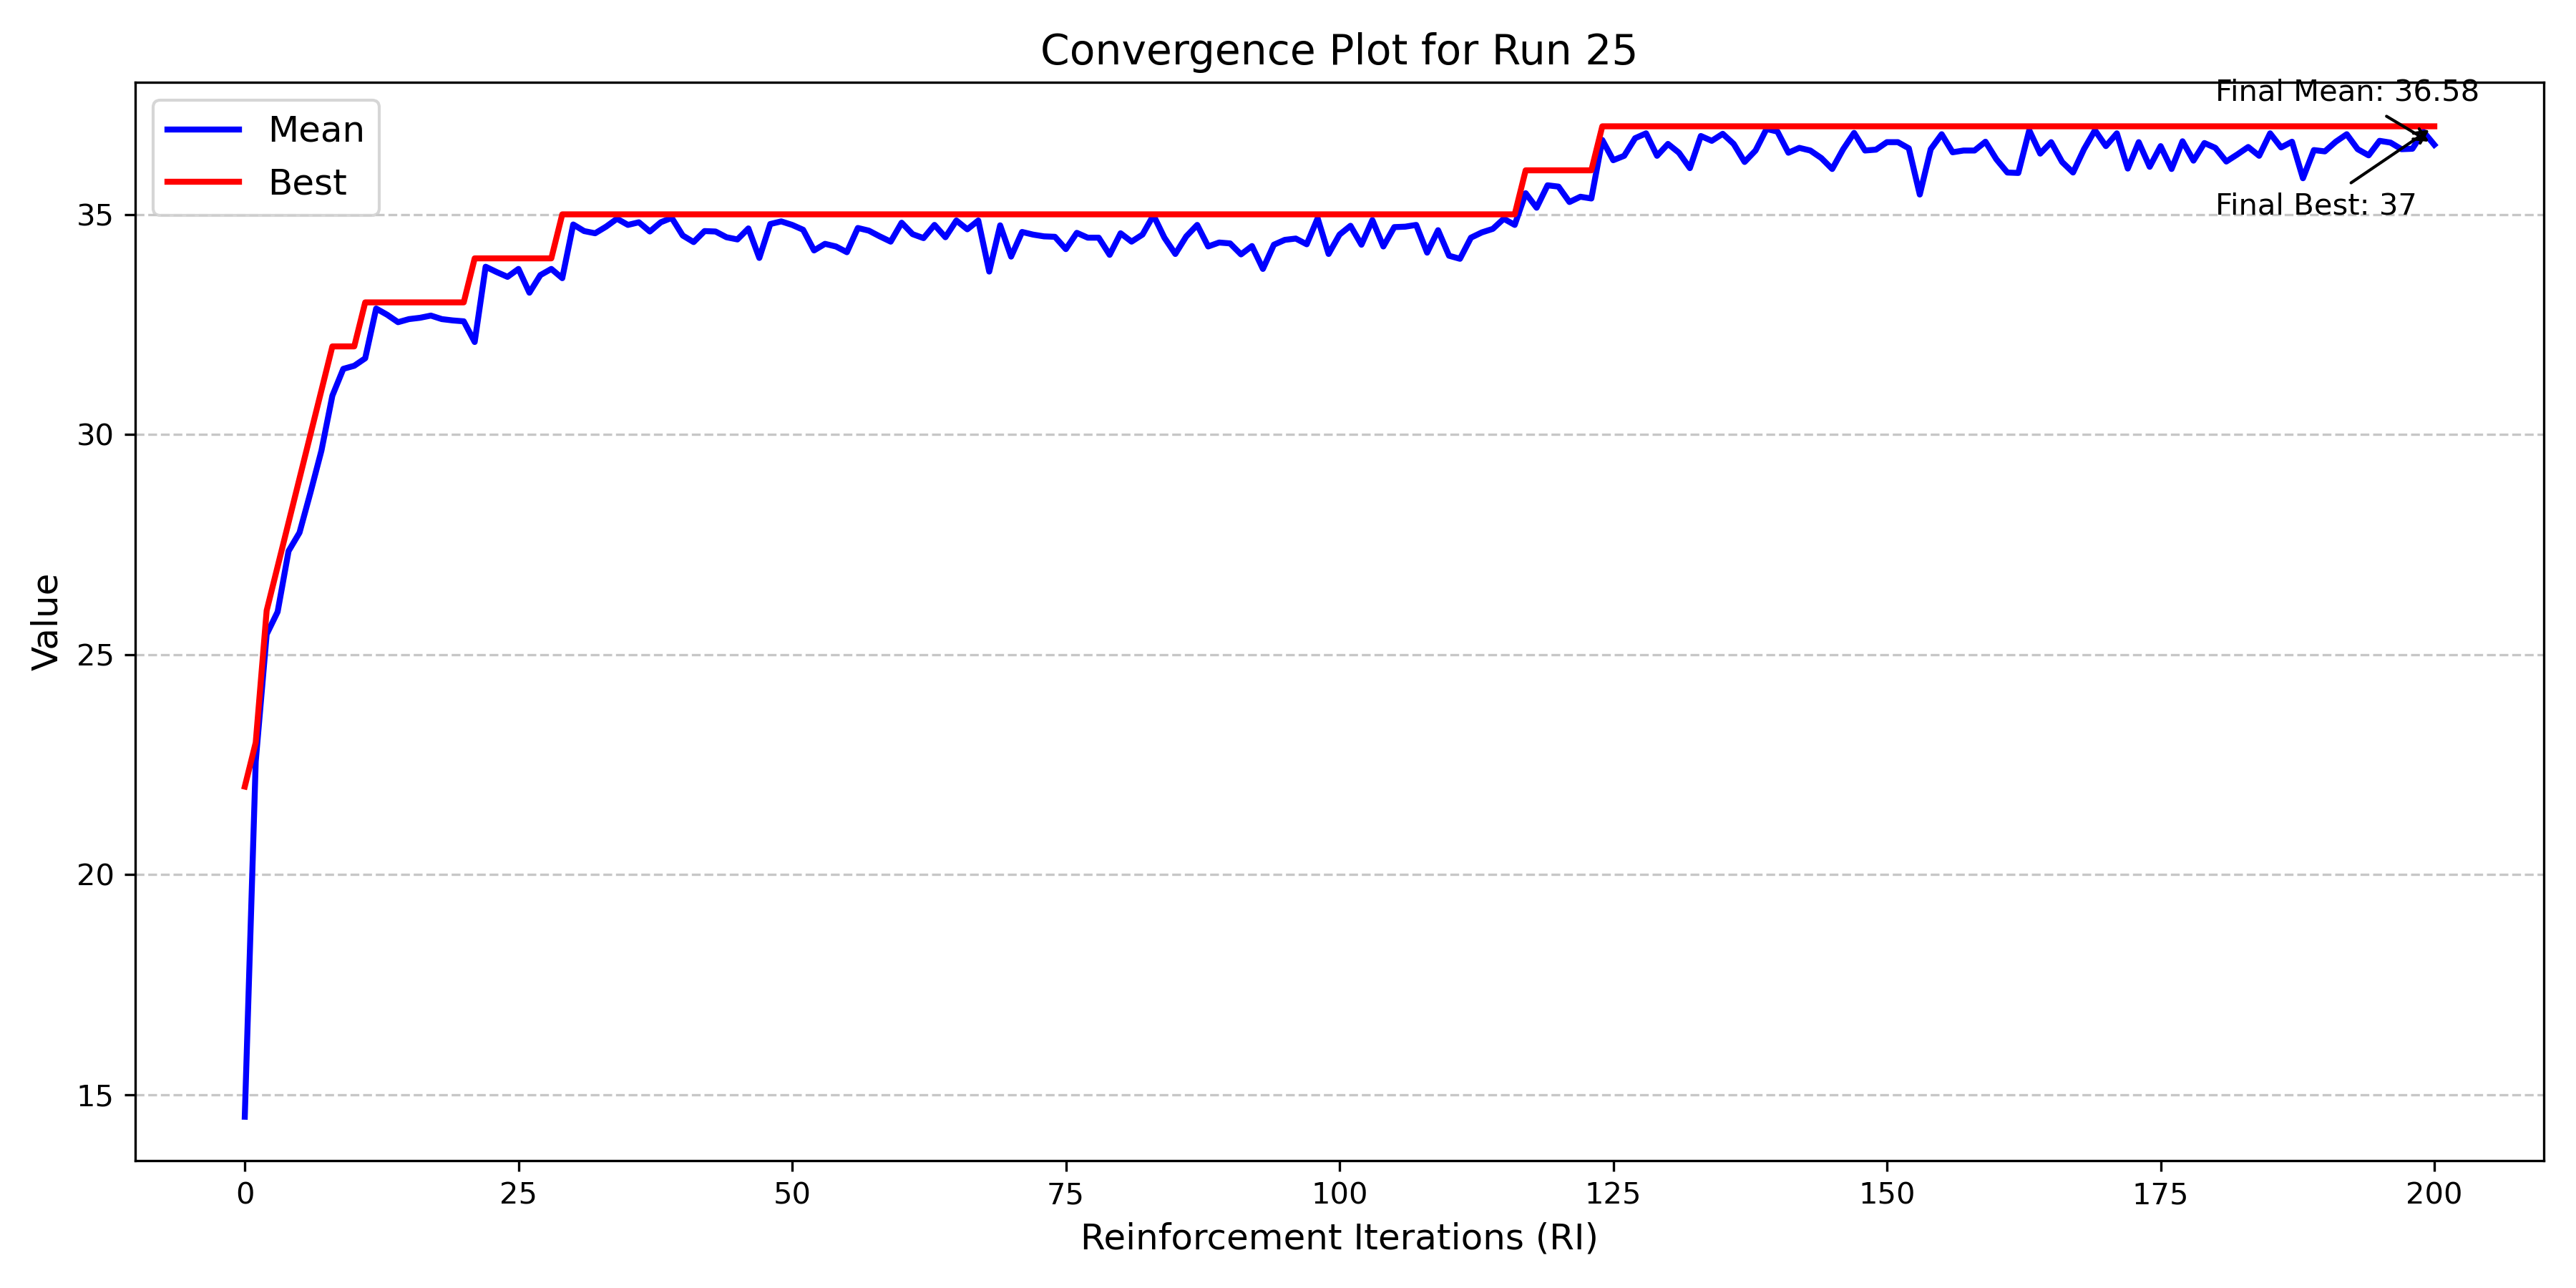 Convergence Plot for Run 25
Final Mean: 36.58
Mean
Best
Final Best: 37
35
30
25
20
15
Value
0 25 50 75 100 125 150 175 200
Reinforcement Iterations (RI)